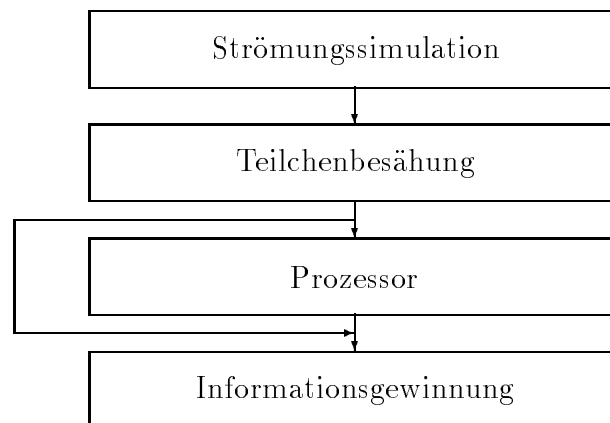 Strömungssimulation
Teilchenbesähung
Prozessor
Informationsgewinnung